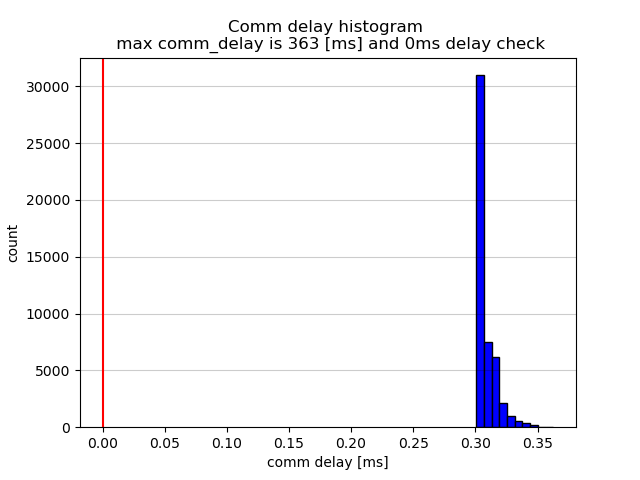 Comm delay histogram
max comm_delay is 363 [ms] and 0ms delay check
30000
25000
20000
15000
10000
5000
0
count
0.00 0.05 0.10 0.15 0.20 0.25 0.30 0.35
comm delay [ms]